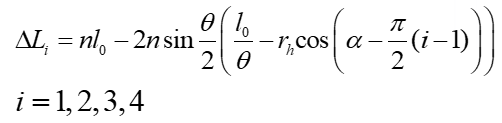 ΔL_i = nl_0 − 2n sin θ/2 ( l_0/θ − r_h cos ( α − π/2 (i−1) ) )
i = 1,2,3,4